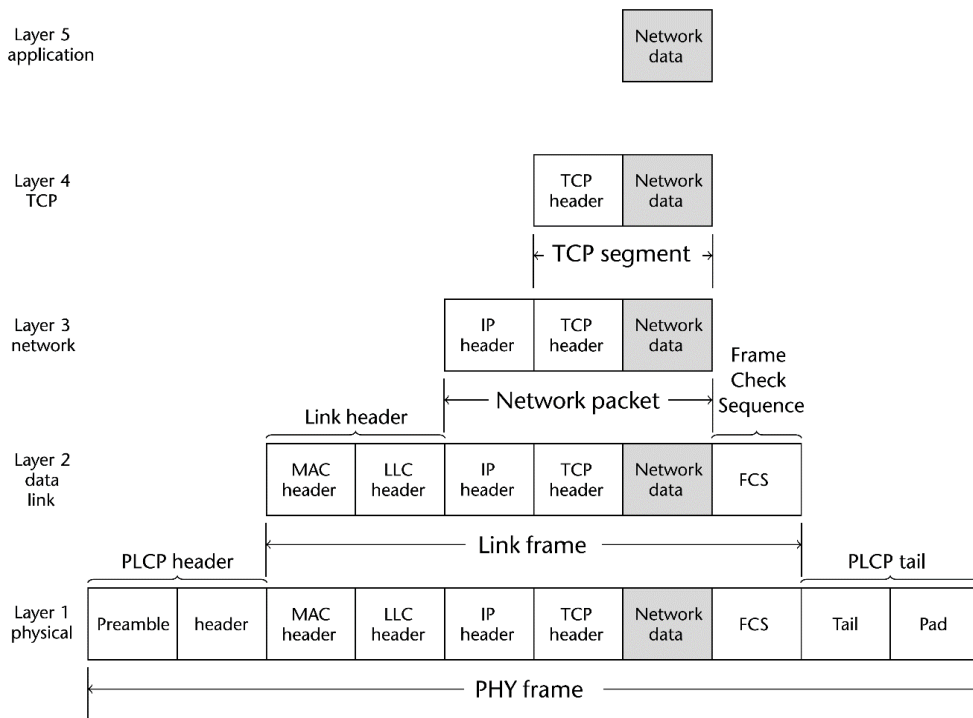 Layer 5
application
Network
data
Layer 4
TCP
TCP
header
Network
data
TCP segment
Layer 3
network
IP
header
TCP
header
Network
data
Frame
Check
Sequence
Network packet
Link header
Layer 2
data
link
MAC
header
LLC
header
IP
header
TCP
header
Network
data
FCS
Link frame
PLCP header
PLCP tail
Layer 1
physical
Preamble
header
MAC
header
LLC
header
IP
header
TCP
header
Network
data
FCS
Tail
Pad
PHY frame